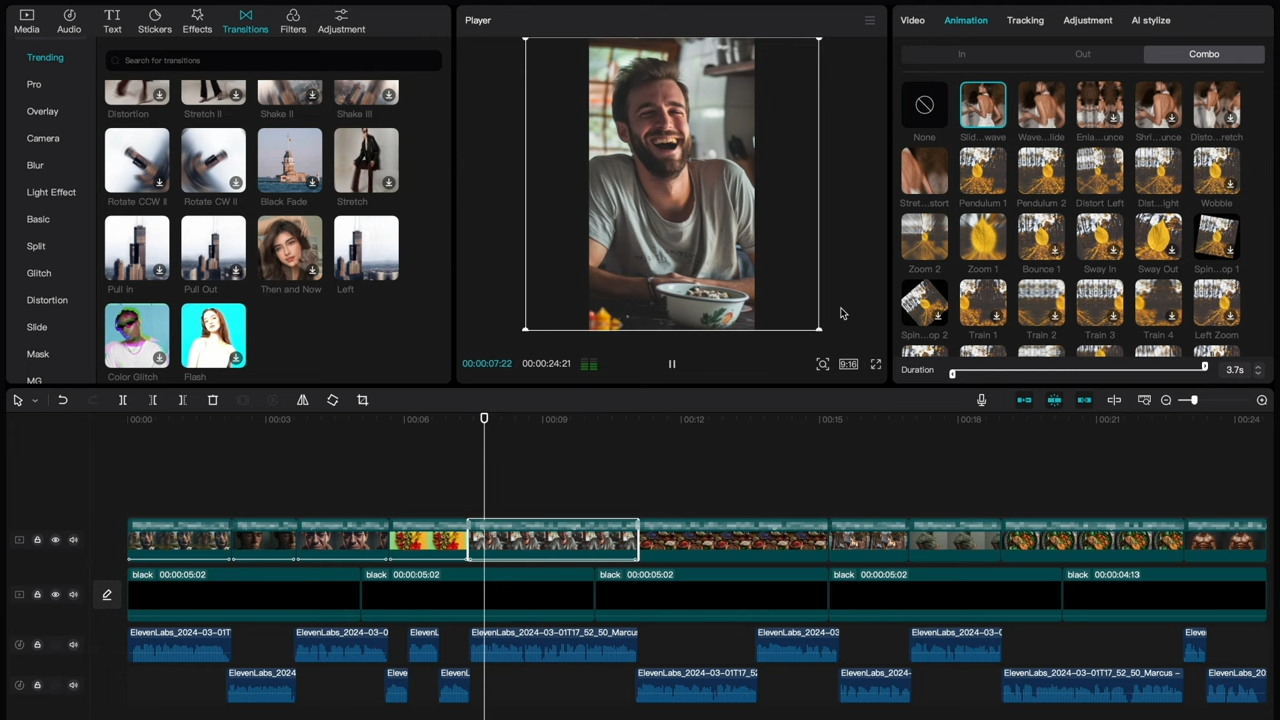 Media Audio Text Stickers Effects Transitions Filters Adjustment
Trending
Pro
Overlay
Camera
Blur
Light Effect
Basic
Split
Glitch
Distortion
Slide
Mask
MG
Search for transitions
Distortion Stretch II Shake II Shake III
Rotate CCW II Rotate CW II Black Fade Stretch
Pull in Pull Out Then and Now Left
Color Glitch Flash
Player
00:00:07:22 00:00:24:21
9:16
Video Animation Tracking Adjustment AI stylize
In Out Combo
None Slid...wave Wave...lide Enla...unce Shri...unce Disto...retch
Stret...stort Pendulum 1 Pendulum 2 Distort Left Dist...ight Wobble
Zoom 2 Zoom 1 Bounce 1 Sway In Sway Out Spin...op 1
Spin...op 2 Train 1 Train 2 Train 3 Train 4 Left Zoom
Duration 3.7s
00:00 00:03 00:06 00:09 00:12 00:15 00:18 00:21 00:24
black 00:00:05:02 black 00:00:05:02 black 00:00:05:02 black 00:00:05:02 black 00:00:04:13
ElevenLabs_2024-03-01T ElevenLabs_2024-03-0 ElevenL ElevenLabs_2024-03-01T17_52_50_Marcus ElevenLabs_2024-03 ElevenLabs_2024-03-0 Eleve
ElevenLabs_2024 Eleve ElevenL ElevenLabs_2024-03-01T17_52 ElevenLabs_2024- ElevenLabs_2024-03-01T17_52_50_Marcus – ElevenLabs_20